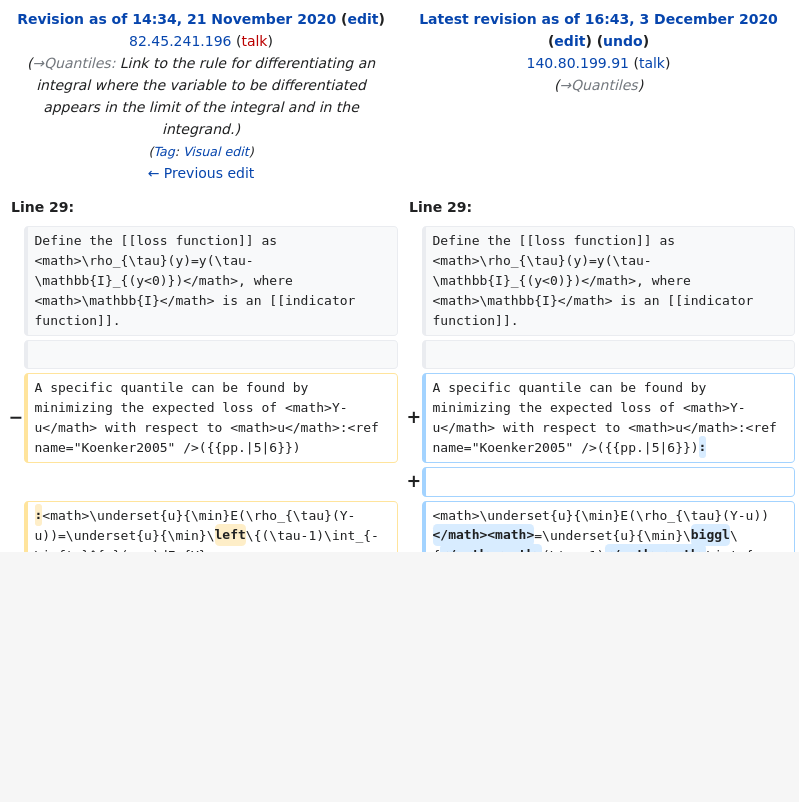 Revision as of 14:34, 21 November 2020 (edit)
82.45.241.196 (talk)
(→Quantiles: Link to the rule for differentiating an
integral where the variable to be differentiated
appears in the limit of the integral and in the
integrand.)
(Tag: Visual edit)
← Previous edit
Latest revision as of 16:43, 3 December 2020
(edit) (undo)
140.80.199.91 (talk)
(→Quantiles)
Line 29:
Line 29:
Define the [[loss function]] as
<math>\rho_{\tau}(y)=y(\tau-
\mathbb{I}_{(y<0)})</math>, where
<math>\mathbb{I}</math> is an [[indicator
function]].
Define the [[loss function]] as
<math>\rho_{\tau}(y)=y(\tau-
\mathbb{I}_{(y<0)})</math>, where
<math>\mathbb{I}</math> is an [[indicator
function]].
−
A specific quantile can be found by
minimizing the expected loss of <math>Y-
u</math> with respect to <math>u</math>:<ref
name="Koenker2005" />({{pp.|5|6}})
+
A specific quantile can be found by
minimizing the expected loss of <math>Y-
u</math> with respect to <math>u</math>:<ref
name="Koenker2005" />({{pp.|5|6}}):
+
:<math>\underset{u}{\min}E(\rho_{\tau}(Y-
u))=\underset{u}{\min}\left\{(\tau-1)\int_{-
<math>\underset{u}{\min}E(\rho_{\tau}(Y-u))
</math><math>=\underset{u}{\min}\biggl\